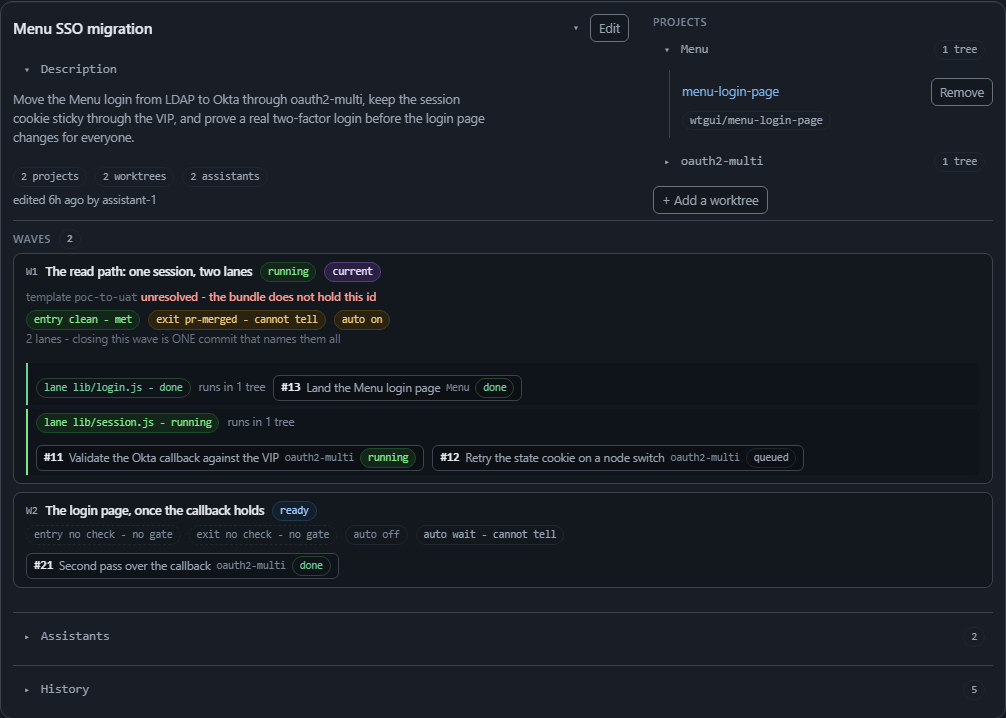 Menu SSO migration
Edit
Description
Move the Menu login from LDAP to Okta through oauth2-multi, keep the session
cookie sticky through the VIP, and prove a real two-factor login before the login page
changes for everyone.
2 projects 2 worktrees 2 assistants
edited 6h ago by assistant-1
PROJECTS
Menu 1 tree
menu-login-page Remove
wtgui/menu-login-page
oauth2-multi 1 tree
+ Add a worktree
WAVES 2
W1 The read path: one session, two lanes running current
template poc-to-uat unresolved - the bundle does not hold this id
entry clean - met exit pr-merged - cannot tell auto on
2 lanes - closing this wave is ONE commit that names them all
lane lib/login.js - done runs in 1 tree #13 Land the Menu login page Menu done
lane lib/session.js - running runs in 1 tree
#11 Validate the Okta callback against the VIP oauth2-multi running #12 Retry the state cookie on a node switch oauth2-multi queued
W2 The login page, once the callback holds ready
entry no check - no gate exit no check - no gate auto off auto wait - cannot tell
#21 Second pass over the callback oauth2-multi done
Assistants 2
History 5